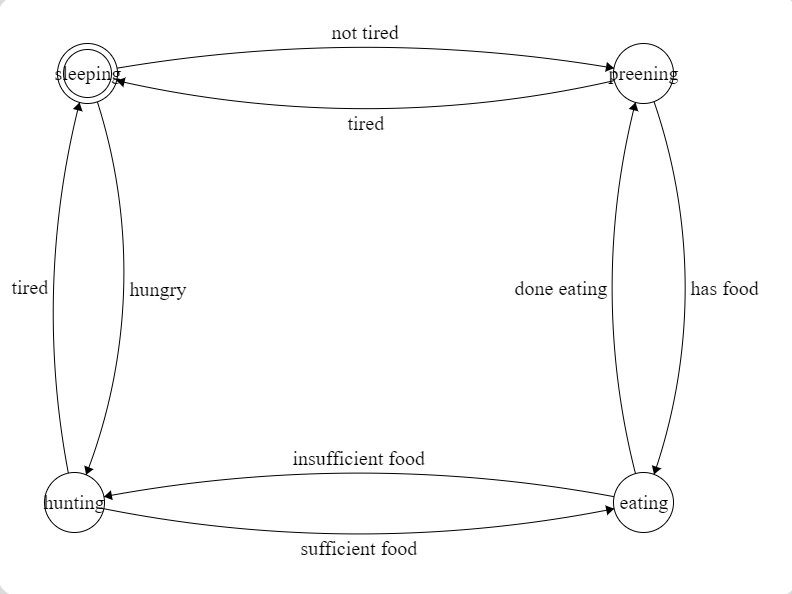 not tired
sleeping
preening
tired
tired
hungry
done eating
has food
insufficient food
hunting
eating
sufficient food